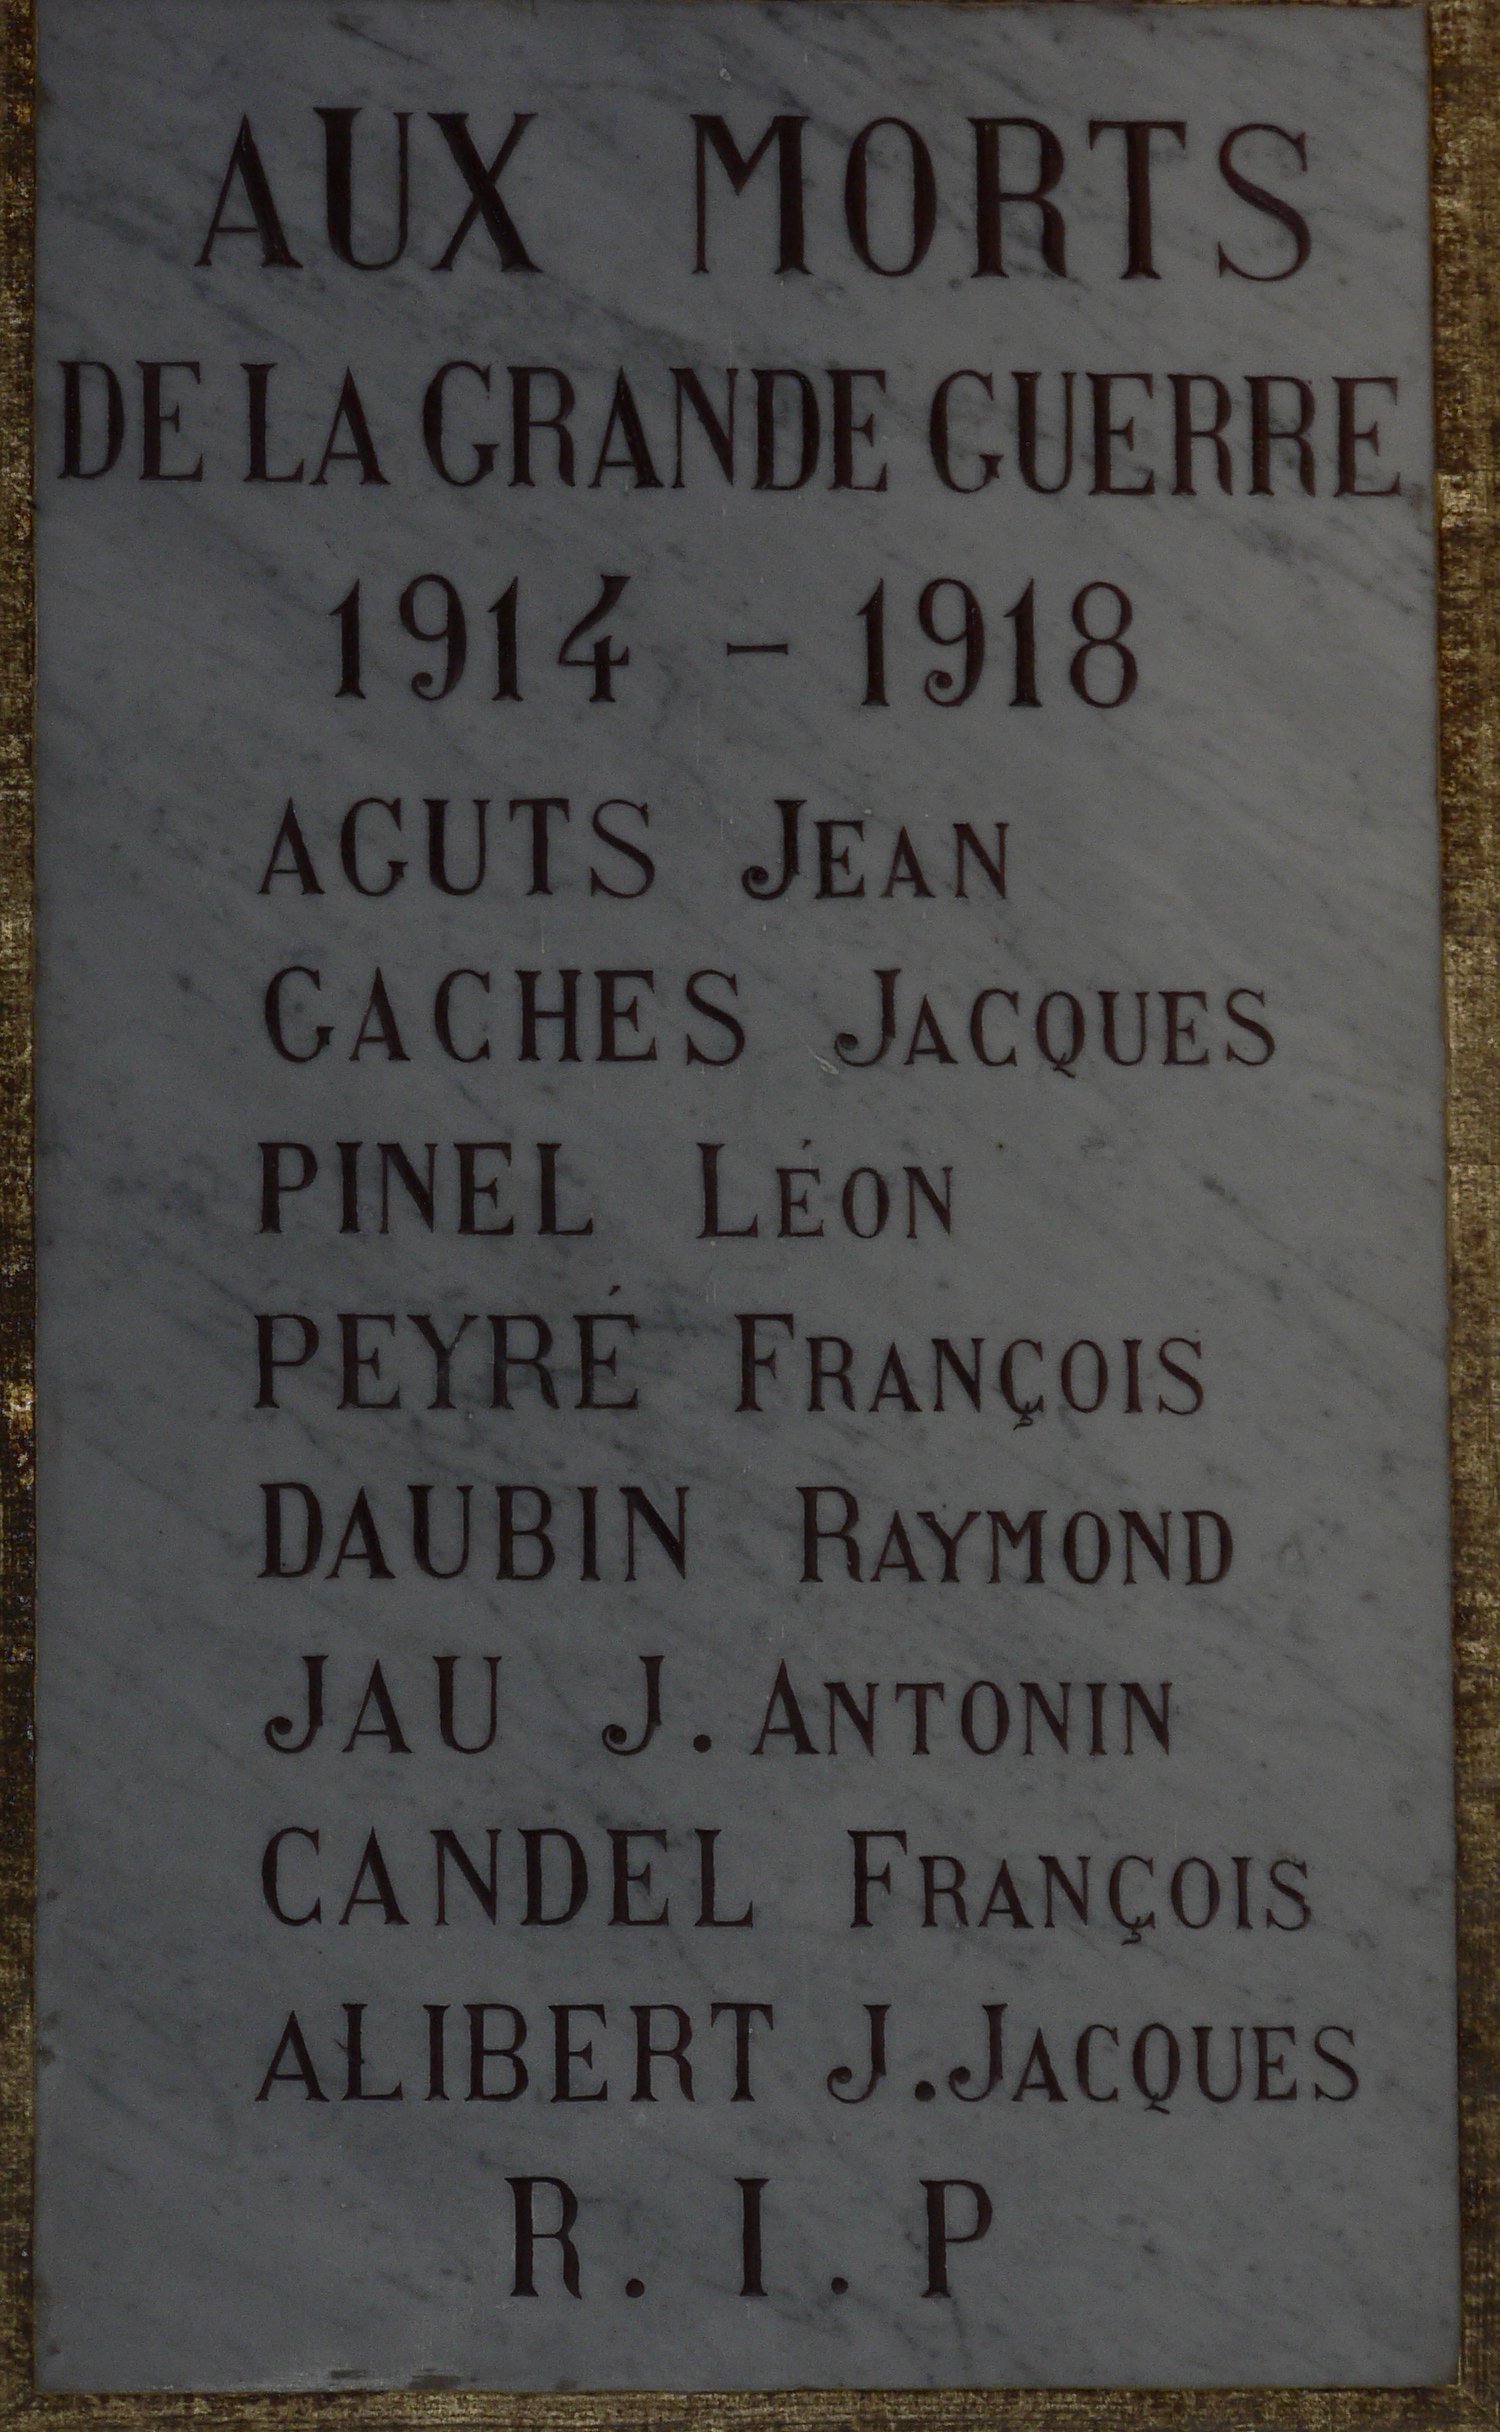 AUX MORTS
DE LA GRANDE GUERRE
1914 - 1918
AGUTS JEAN
GACHES JACQUES
PINEL LÉON
PEYRÉ FRANÇOIS
DAUBIN RAYMOND
JAU J. ANTONIN
CANDEL FRANÇOIS
ALIBERT J. JACQUES
R. I. P